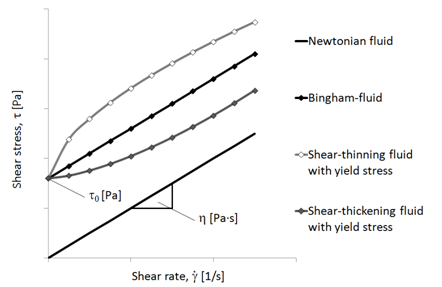 Shear stress, τ [Pa]
τ₀ [Pa]
η [Pa·s]
Shear rate, γ̇ [1/s]
Newtonian fluid
Bingham-fluid
Shear-thinning fluid
with yield stress
Shear-thickening fluid
with yield stress